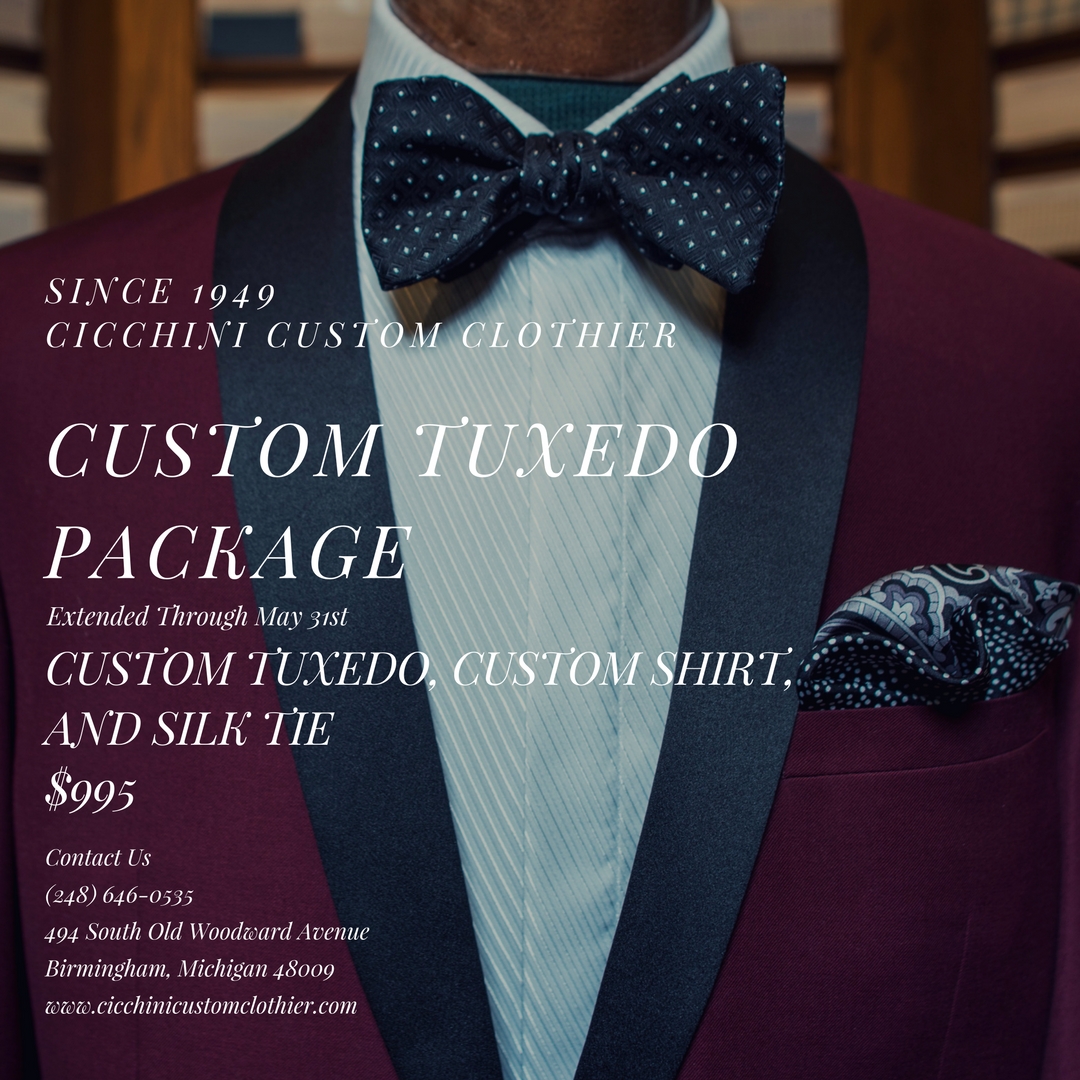 SINCE 1949
CICCHINI CUSTOM CLOTHIER
CUSTOM TUXEDO
PACKAGE
Extended Through May 31st
CUSTOM TUXEDO, CUSTOM SHIRT,
AND SILK TIE
$995
Contact Us
(248) 646-0535
494 South Old Woodward Avenue
Birmingham, Michigan 48009
www.cicchinicustomclothier.com